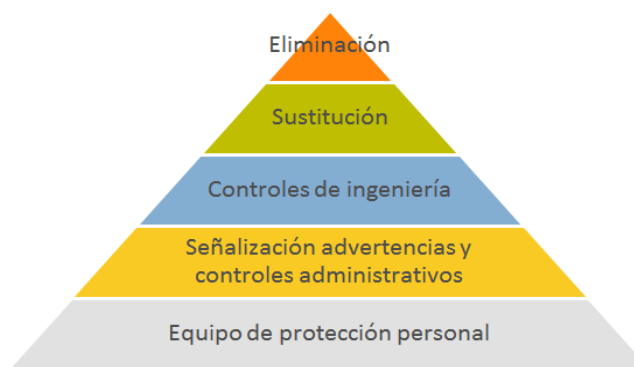 Eliminación
Sustitución
Controles de ingeniería
Señalización advertencias y
controles administrativos
Equipo de protección personal